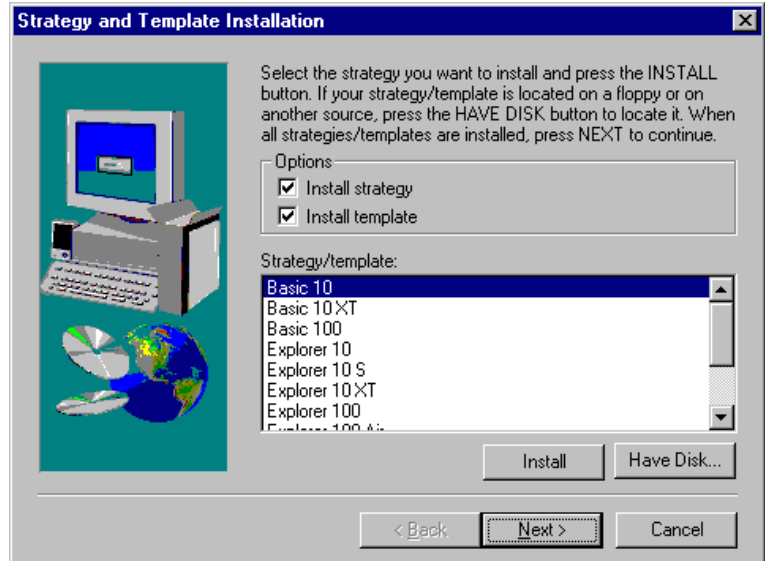 Strategy and Template Installation
Select the strategy you want to install and press the INSTALL
button. If your strategy/template is located on a floppy or on
another source, press the HAVE DISK button to locate it. When
all strategies/templates are installed, press NEXT to continue.
Options
Install strategy
Install template
Strategy/template:
Basic 10
Basic 10 XT
Basic 100
Explorer 10
Explorer 10 S
Explorer 10 XT
Explorer 100
Explorer 100 Air
Install
Have Disk...
< Back
Next >
Cancel